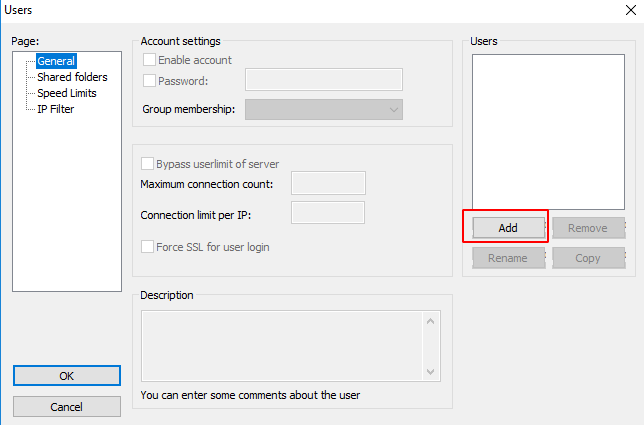 Users
Page:
General
Shared folders
Speed Limits
IP Filter
OK
Cancel
Account settings
Enable account
Password:
Group membership:
Bypass userlimit of server
Maximum connection count:
Connection limit per IP:
Force SSL for user login
Description
You can enter some comments about the user
Users
Add
Remove
Rename
Copy